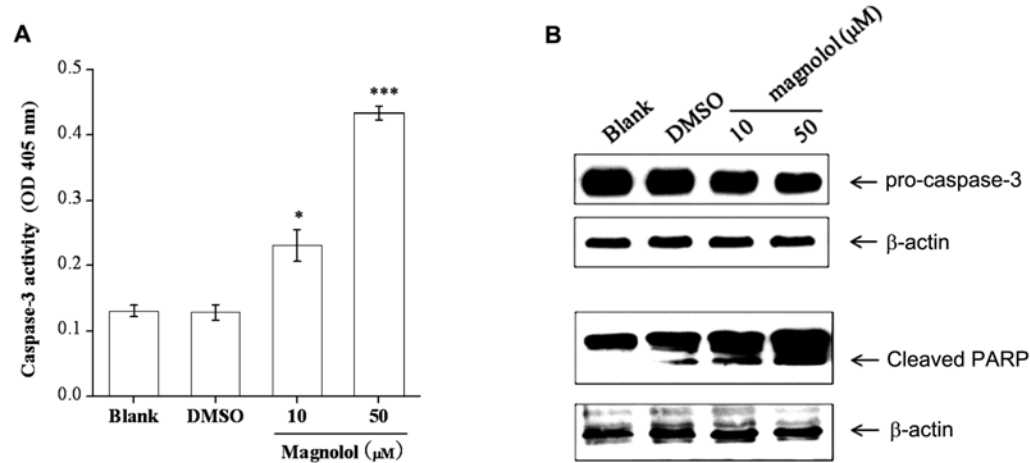 A
Caspase-3 activity (OD 405 nm)
0.5
0.4
0.3
0.2
0.1
0.0
*
***
Blank DMSO 10 50
Magnolol (μM)
B
magnolol (μM)
Blank DMSO 10 50
← pro-caspase-3
← β-actin
← Cleaved PARP
← β-actin